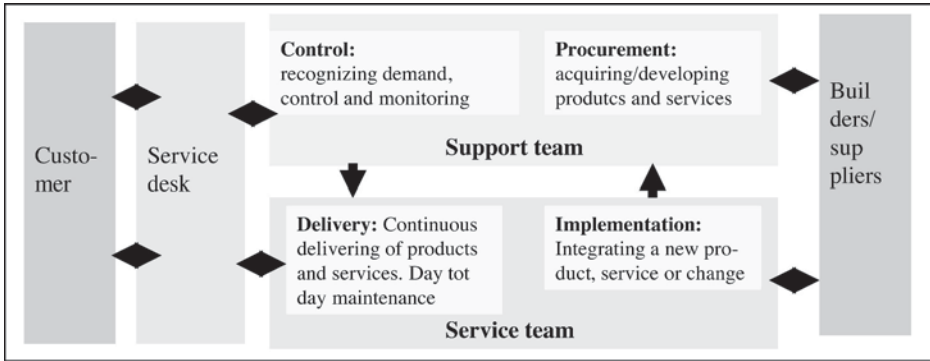 Custo-
mer
Service
desk
Control:
recognizing demand,
control and monitoring
Procurement:
acquiring/developing
produtcs and services
Support team
Delivery: Continuous
delivering of products
and services. Day tot
day maintenance
Implementation:
Integrating a new pro-
duct, service or change
Service team
Buil
ders/
sup
pliers